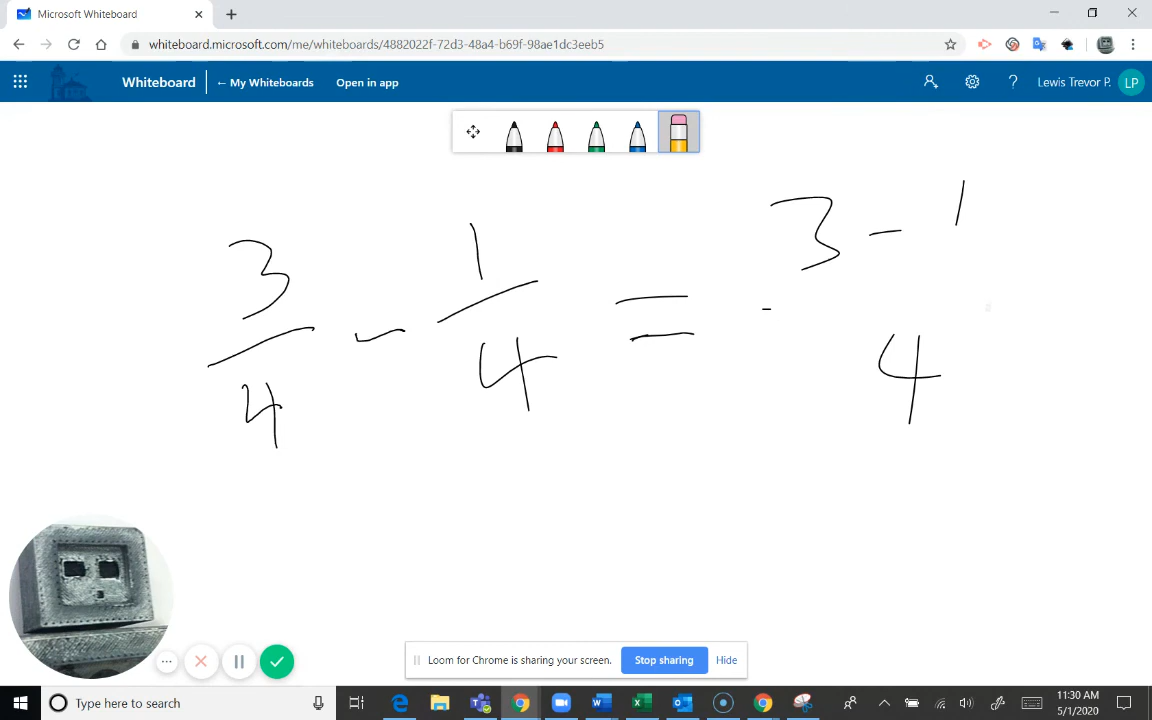 Microsoft Whiteboard
whiteboard.microsoft.com/me/whiteboards/4882022f-72d3-48a4-b69f-98ae1dc3eeb5
Whiteboard
← My Whiteboards
Open in app
?
Lewis Trevor P.
LP
3/4 - 1/4 = 3 - 1
4
Loom for Chrome is sharing your screen.
Stop sharing
Hide
Type here to search
11:30 AM
5/1/2020